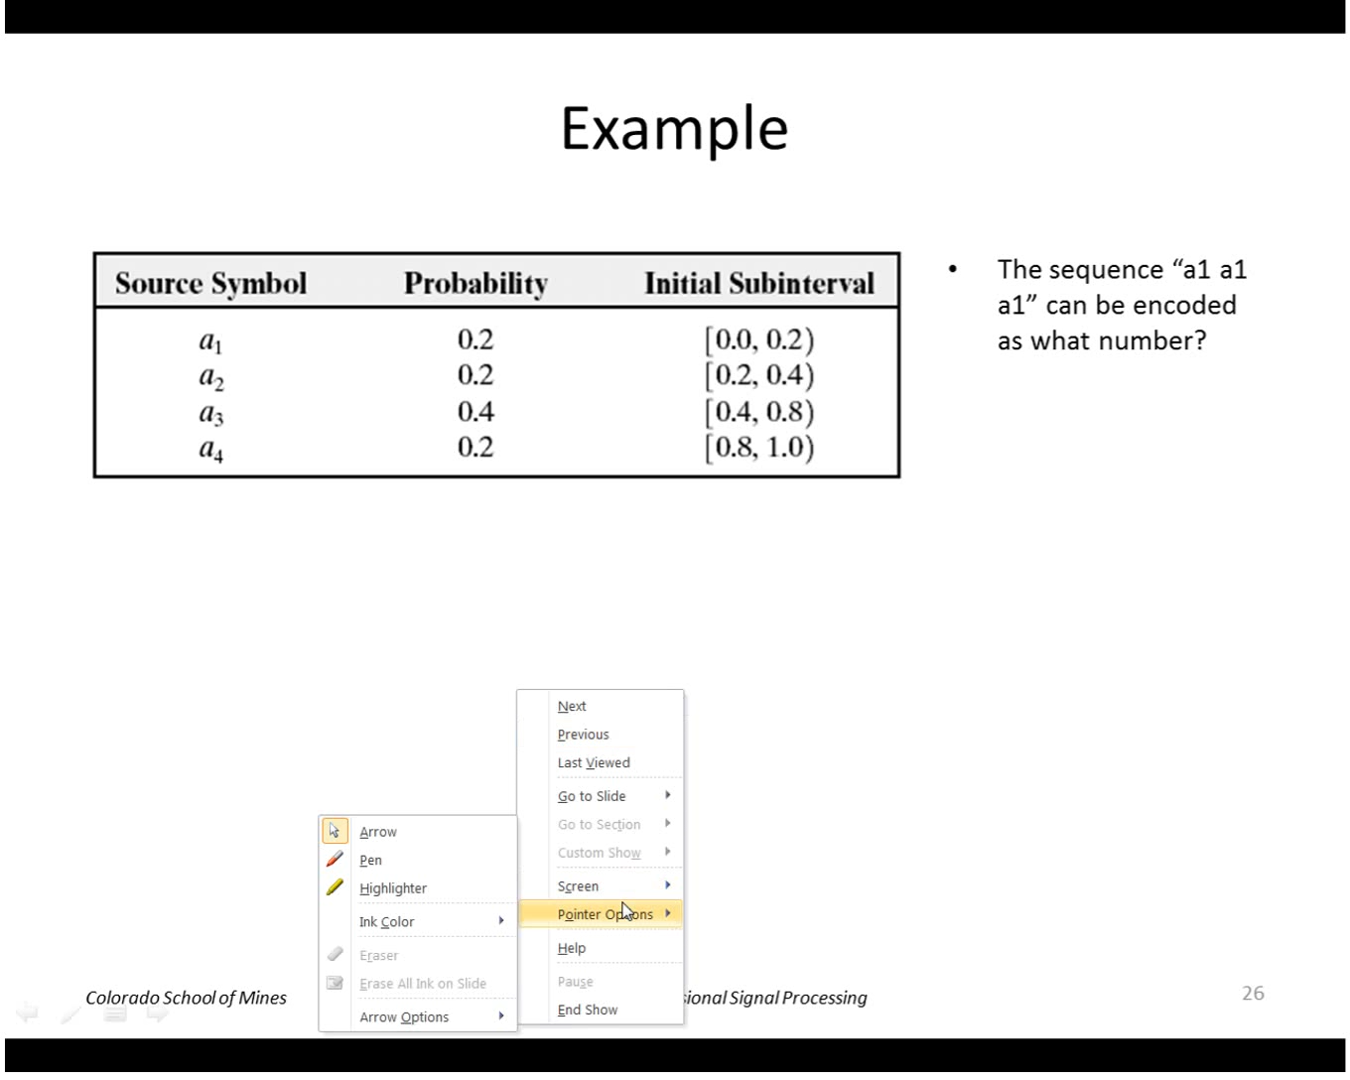 Example
Source Symbol Probability Initial Subinterval
a1 0.2 [0.0, 0.2)
a2 0.2 [0.2, 0.4)
a3 0.4 [0.4, 0.8)
a4 0.2 [0.8, 1.0)
• The sequence “a1 a1
a1” can be encoded
as what number?
Next
Previous
Last Viewed
Go to Slide
Go to Section
Custom Show
Screen
Pointer Options
Help
Pause
End Show
Arrow
Pen
Highlighter
Ink Color
Eraser
Erase All Ink on Slide
Arrow Options
Colorado School of Mines
sional Signal Processing
26